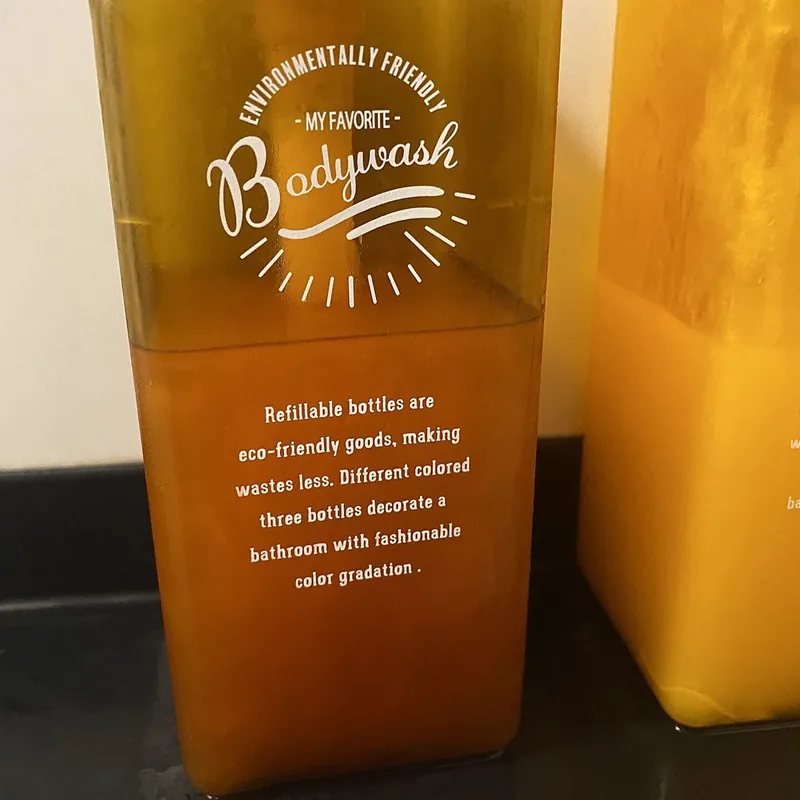 ENVIRONMENTALLY FRIENDLY
- MY FAVORITE -
Bodywash
Refillable bottles are
eco-friendly goods, making
wastes less. Different colored
three bottles decorate a
bathroom with fashionable
color gradation .